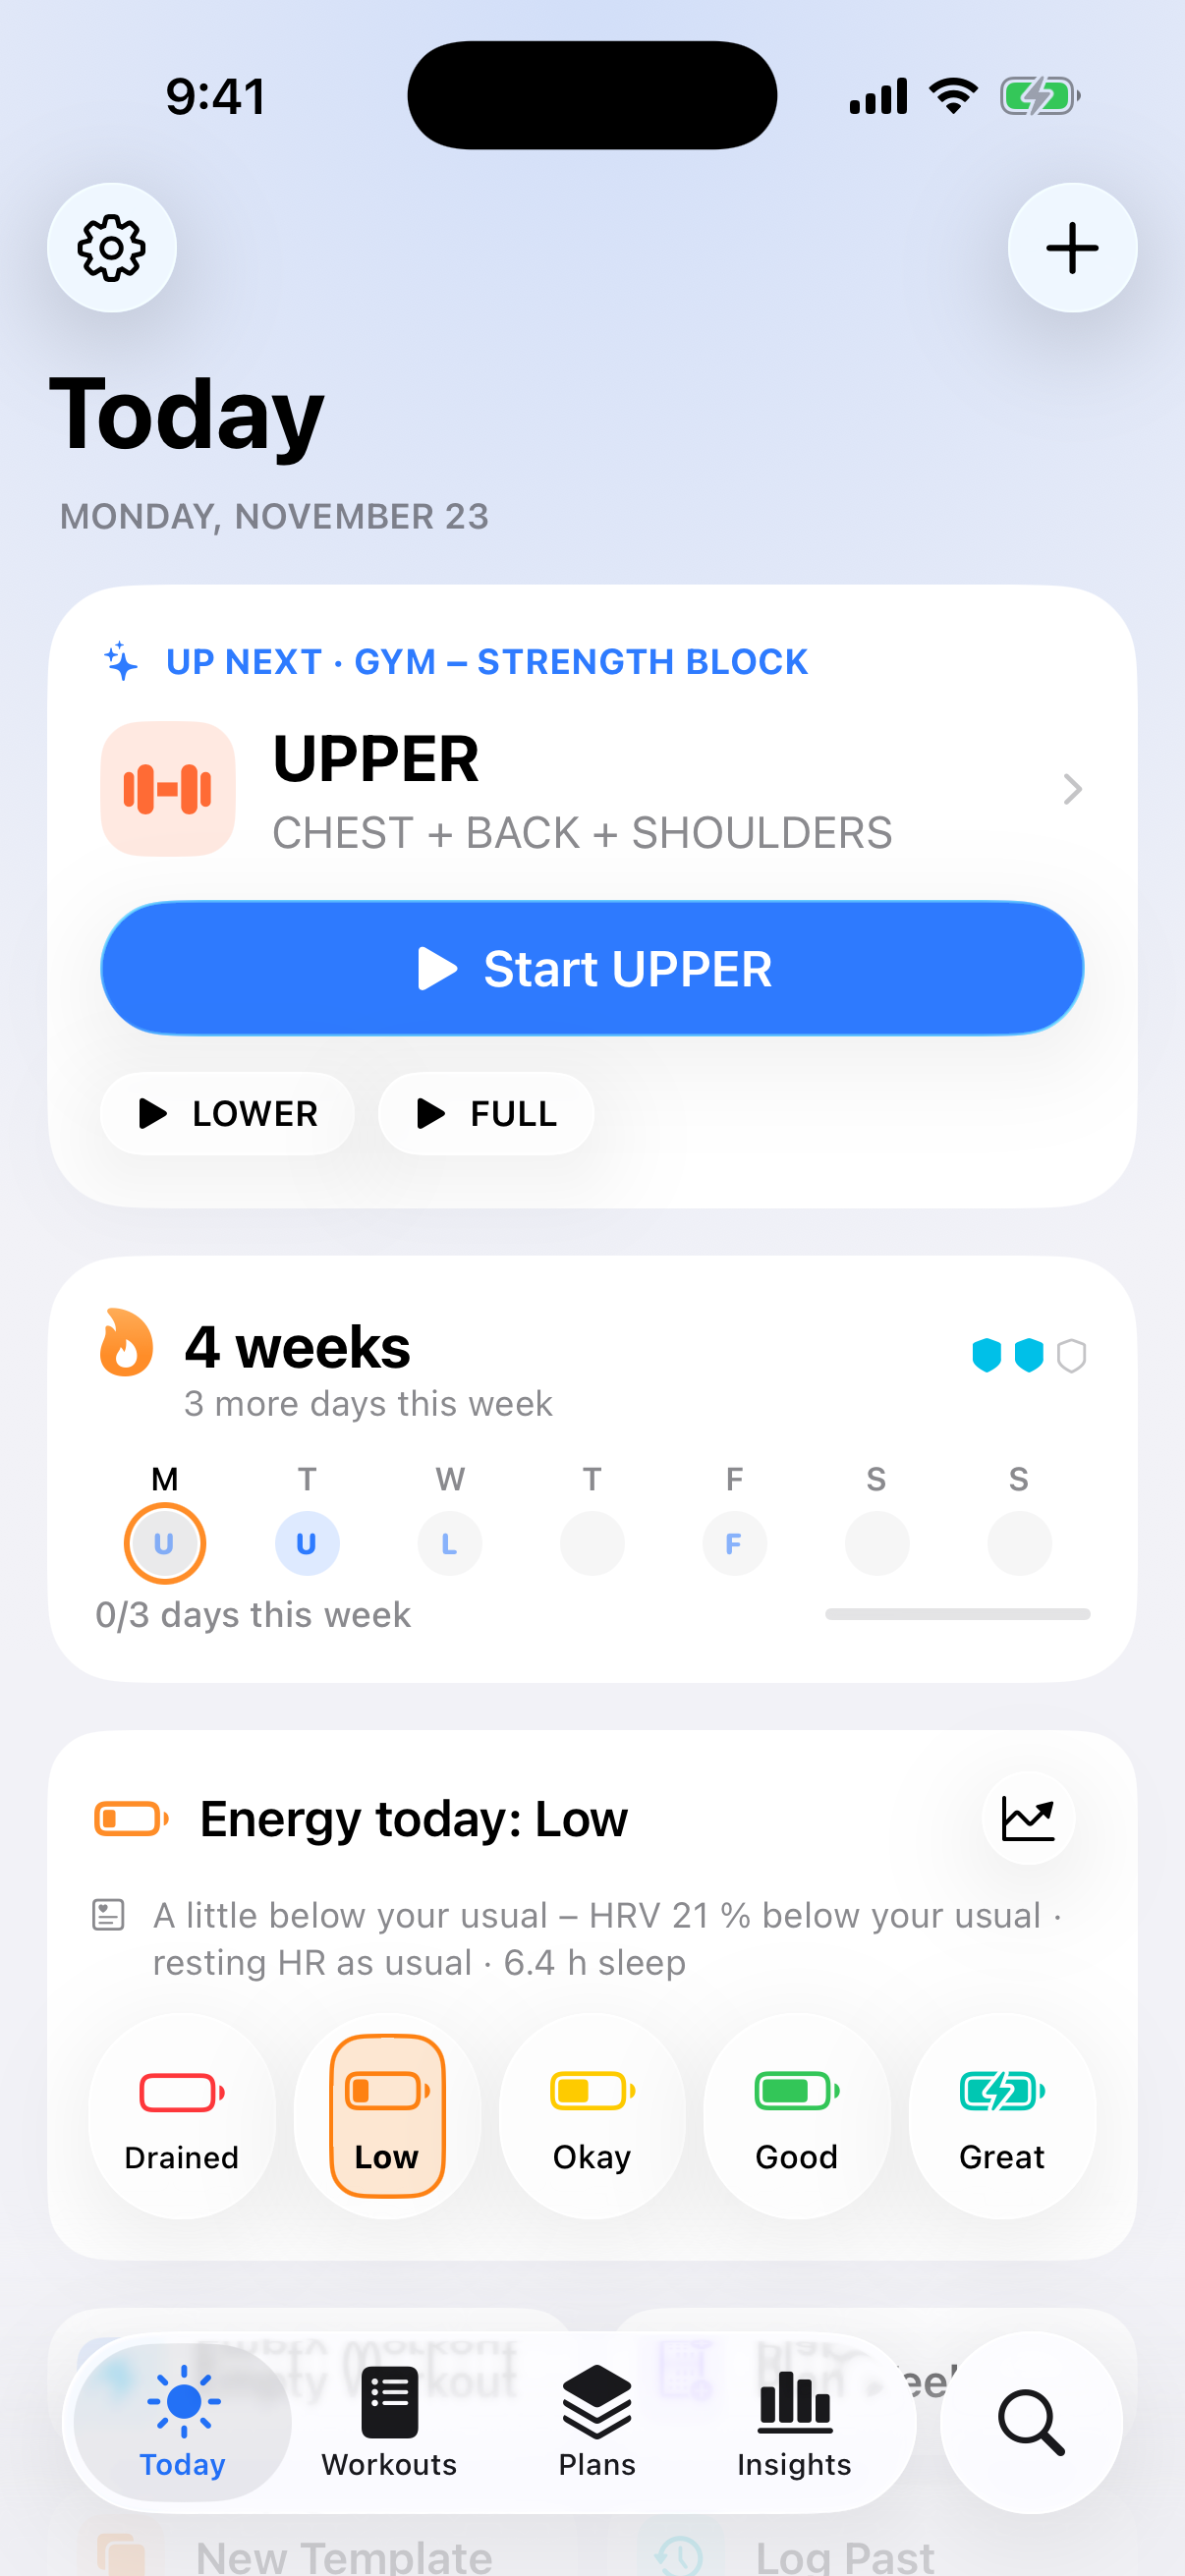 9:41
Today
MONDAY, NOVEMBER 23
UP NEXT · GYM – STRENGTH BLOCK
UPPER
CHEST + BACK + SHOULDERS
Start UPPER
LOWER
FULL
4 weeks
3 more days this week
M T W T F S S
U U L F
0/3 days this week
Energy today: Low
A little below your usual – HRV 21 % below your usual ·
resting HR as usual · 6.4 h sleep
Drained
Low
Okay
Good
Great
Empty Workout
Today
Workouts
Plans
Insights
New Template
Log Past